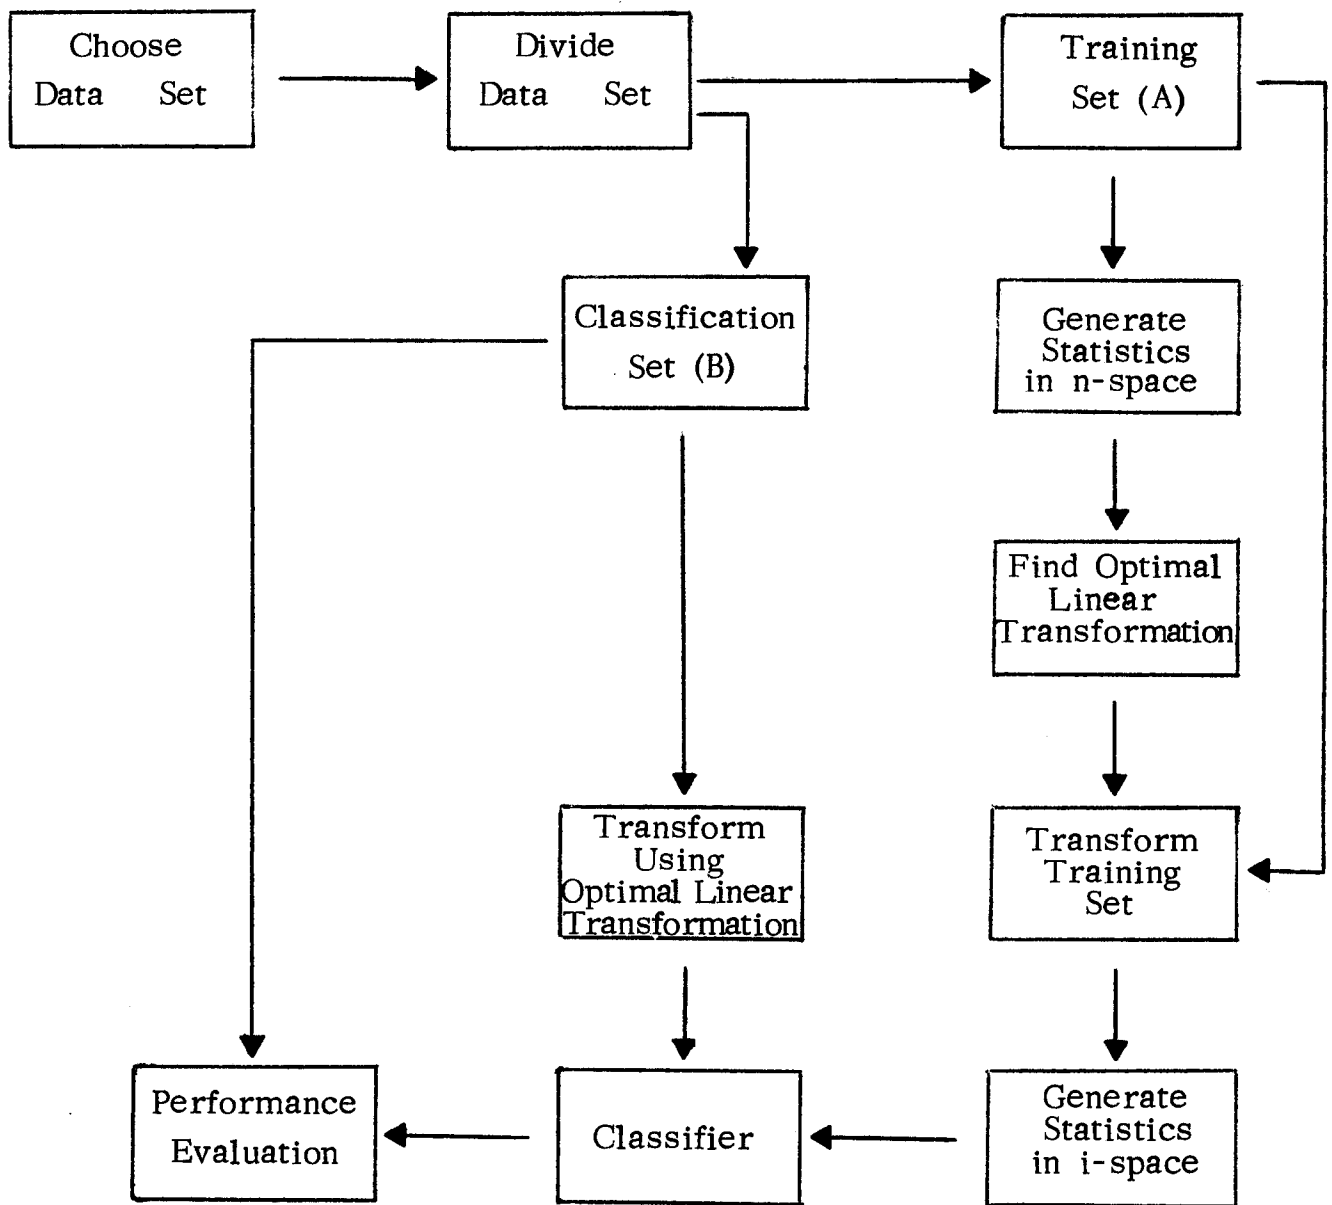 Choose
Data Set
Divide
Data Set
Training
Set (A)
Classification
Set (B)
Generate
Statistics
in n-space
Find Optimal
Linear
Transformation
Transform
Using
Optimal Linear
Transformation
Transform
Training
Set
Performance
Evaluation
Classifier
Generate
Statistics
in i-space